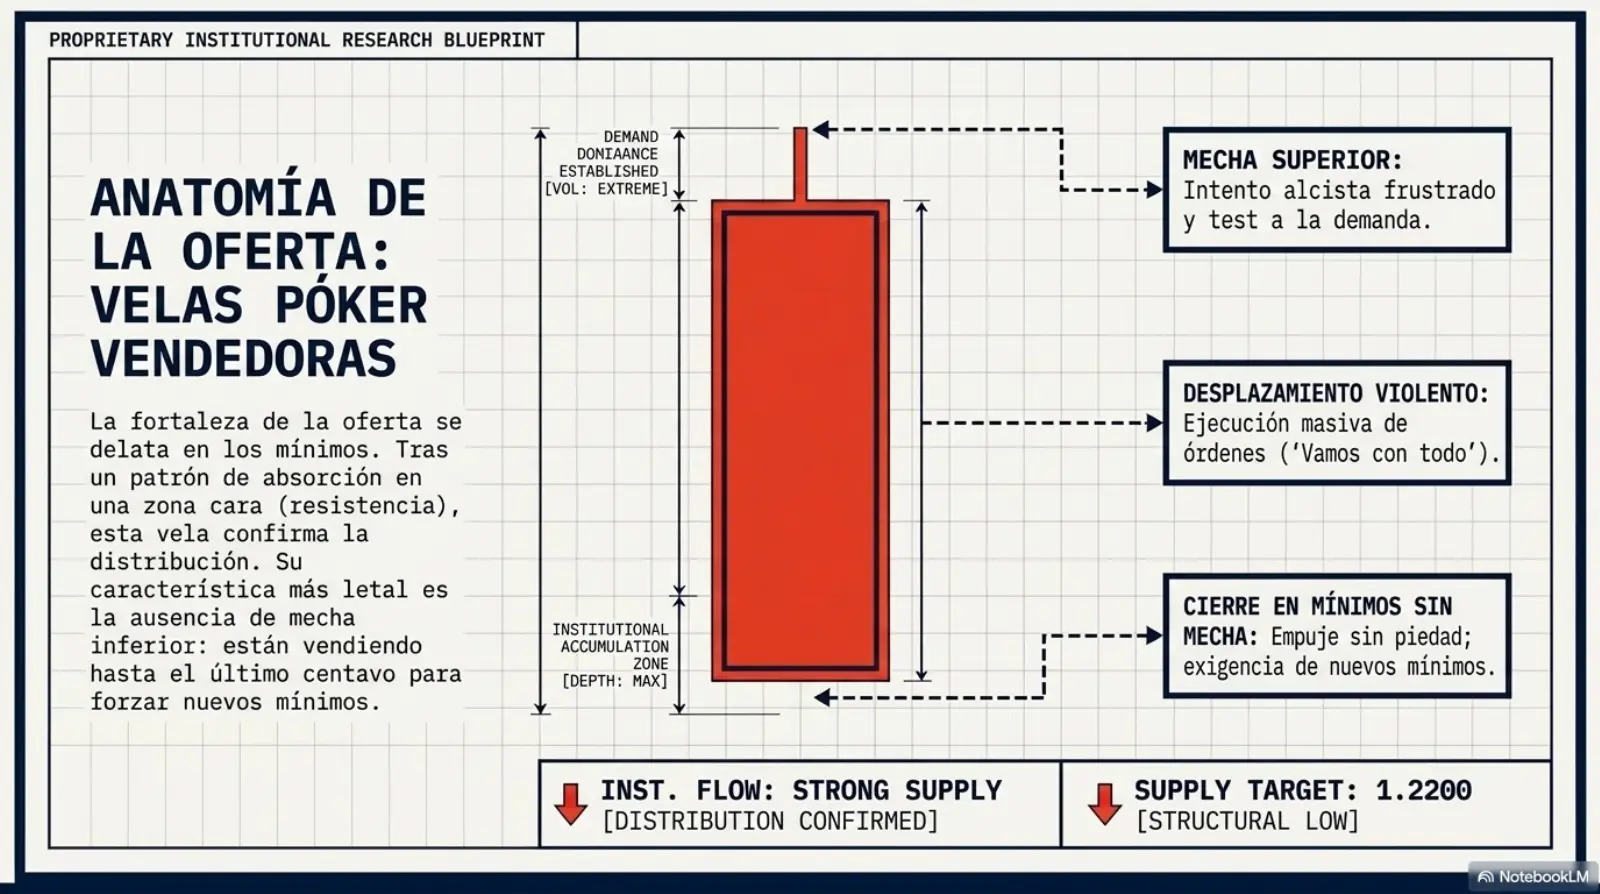 PROPRIETARY INSTITUTIONAL RESEARCH BLUEPRINT
ANATOMÍA DE
LA OFERTA:
VELAS PÓKER
VENDEDORAS
La fortaleza de la oferta se
delata en los mínimos. Tras
un patrón de absorción en
una zona cara (resistencia),
esta vela confirma la
distribución. Su
característica más letal es
la ausencia de mecha
inferior: están vendiendo
hasta el último centavo para
forzar nuevos mínimos.
DEMAND
DONIAANCE
ESTABLISHED
[VOL: EXTREME]
INSTITUTIONAL
ACCUMULATION
ZONE
[DEPTH: MAX]
MECHA SUPERIOR:
Intento alcista frustrado
y test a la demanda.
DESPLAZAMIENTO VIOLENTO:
Ejecución masiva de
órdenes (‘Vamos con todo’).
CIERRE EN MÍNIMOS SIN
MECHA: Empuje sin piedad;
exigencia de nuevos mínimos.
INST. FLOW: STRONG SUPPLY
[DISTRIBUTION CONFIRMED]
SUPPLY TARGET: 1.2200
[STRUCTURAL LOW]
NotebookLM